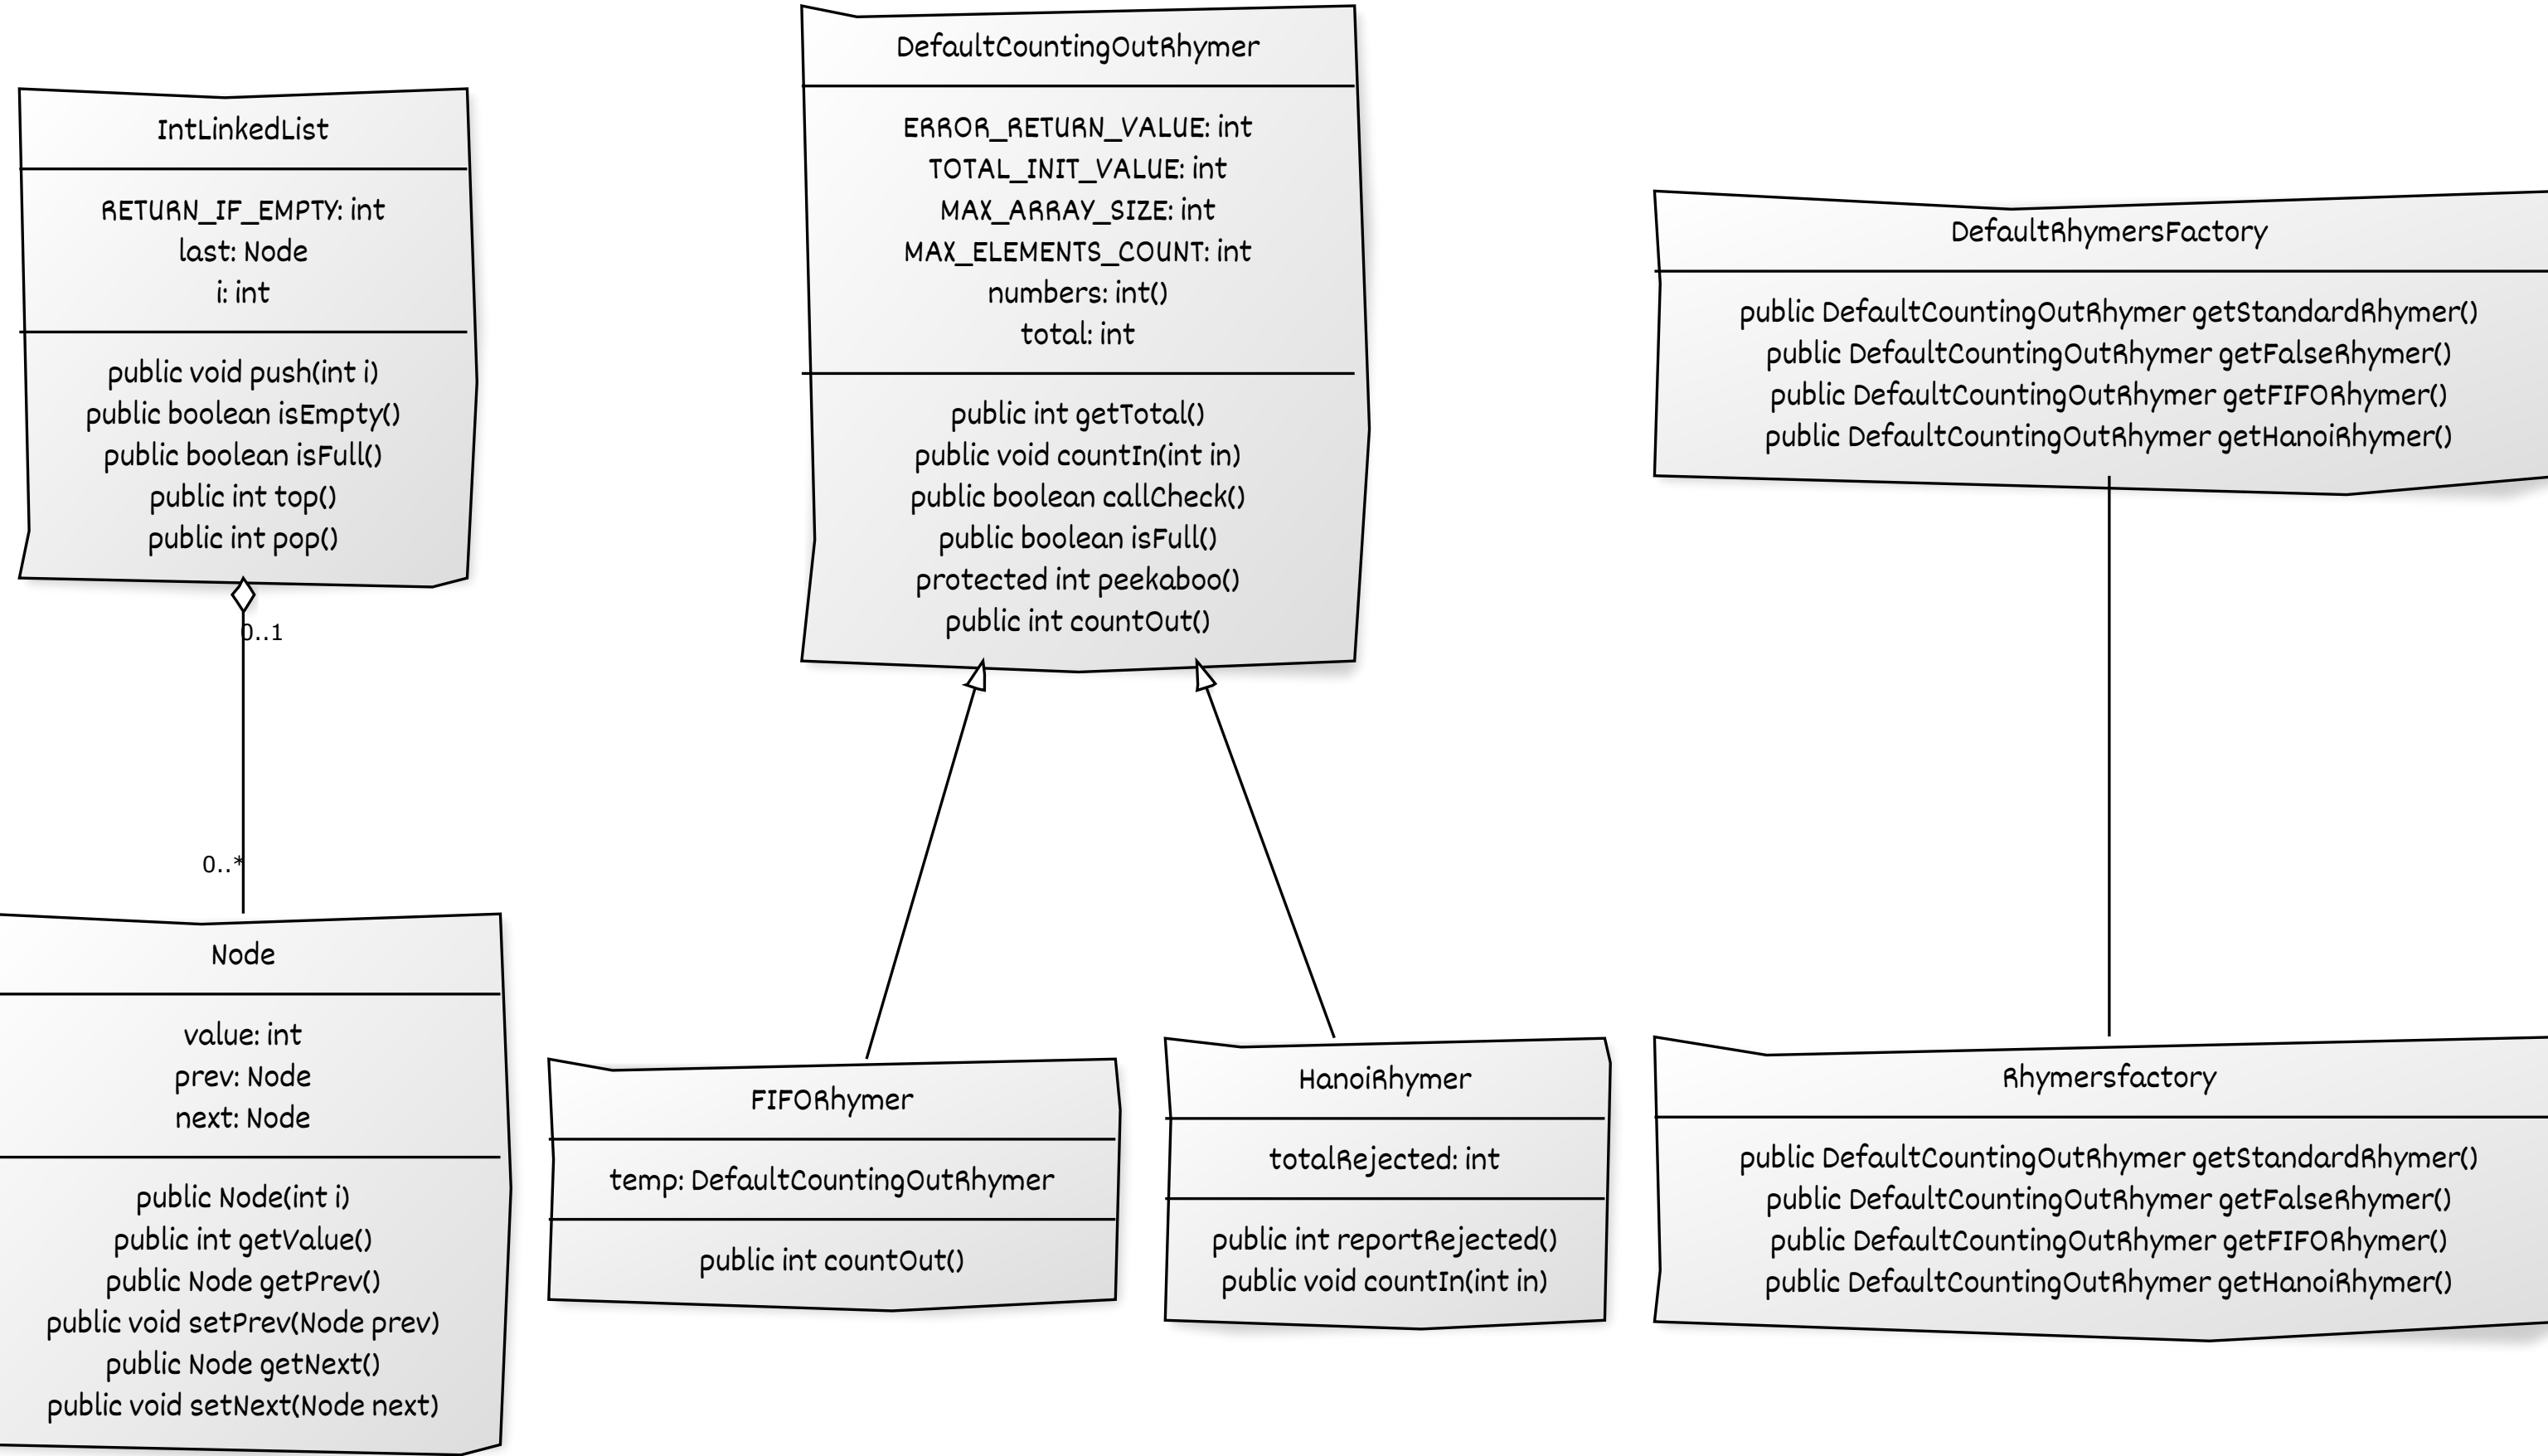 IntLinkedList
RETURN_IF_EMPTY: int
last: Node
i: int
public void push(int i)
public boolean isEmpty()
public boolean isFull()
public int top()
public int pop()
0..1
0..*
Node
value: int
prev: Node
next: Node
public Node(int i)
public int getValue()
public Node getPrev()
public void setPrev(Node prev)
public Node getNext()
public void setNext(Node next)
DefaultCountingOutRhymer
ERROR_RETURN_VALUE: int
TOTAL_INIT_VALUE: int
MAX_ARRAY_SIZE: int
MAX_ELEMENTS_COUNT: int
numbers: int()
total: int
public int getTotal()
public void countIn(int in)
public boolean callCheck()
public boolean isFull()
protected int peekaboo()
public int countOut()
FIFORhymer
temp: DefaultCountingOutRhymer
public int countOut()
HanoiRhymer
totalRejected: int
public int reportRejected()
public void countIn(int in)
DefaultRhymersFactory
public DefaultCountingOutRhymer getStandardRhymer()
public DefaultCountingOutRhymer getFalseRhymer()
public DefaultCountingOutRhymer getFIFORhymer()
public DefaultCountingOutRhymer getHanoiRhymer()
Rhymersfactory
public DefaultCountingOutRhymer getStandardRhymer()
public DefaultCountingOutRhymer getFalseRhymer()
public DefaultCountingOutRhymer getFIFORhymer()
public DefaultCountingOutRhymer getHanoiRhymer()